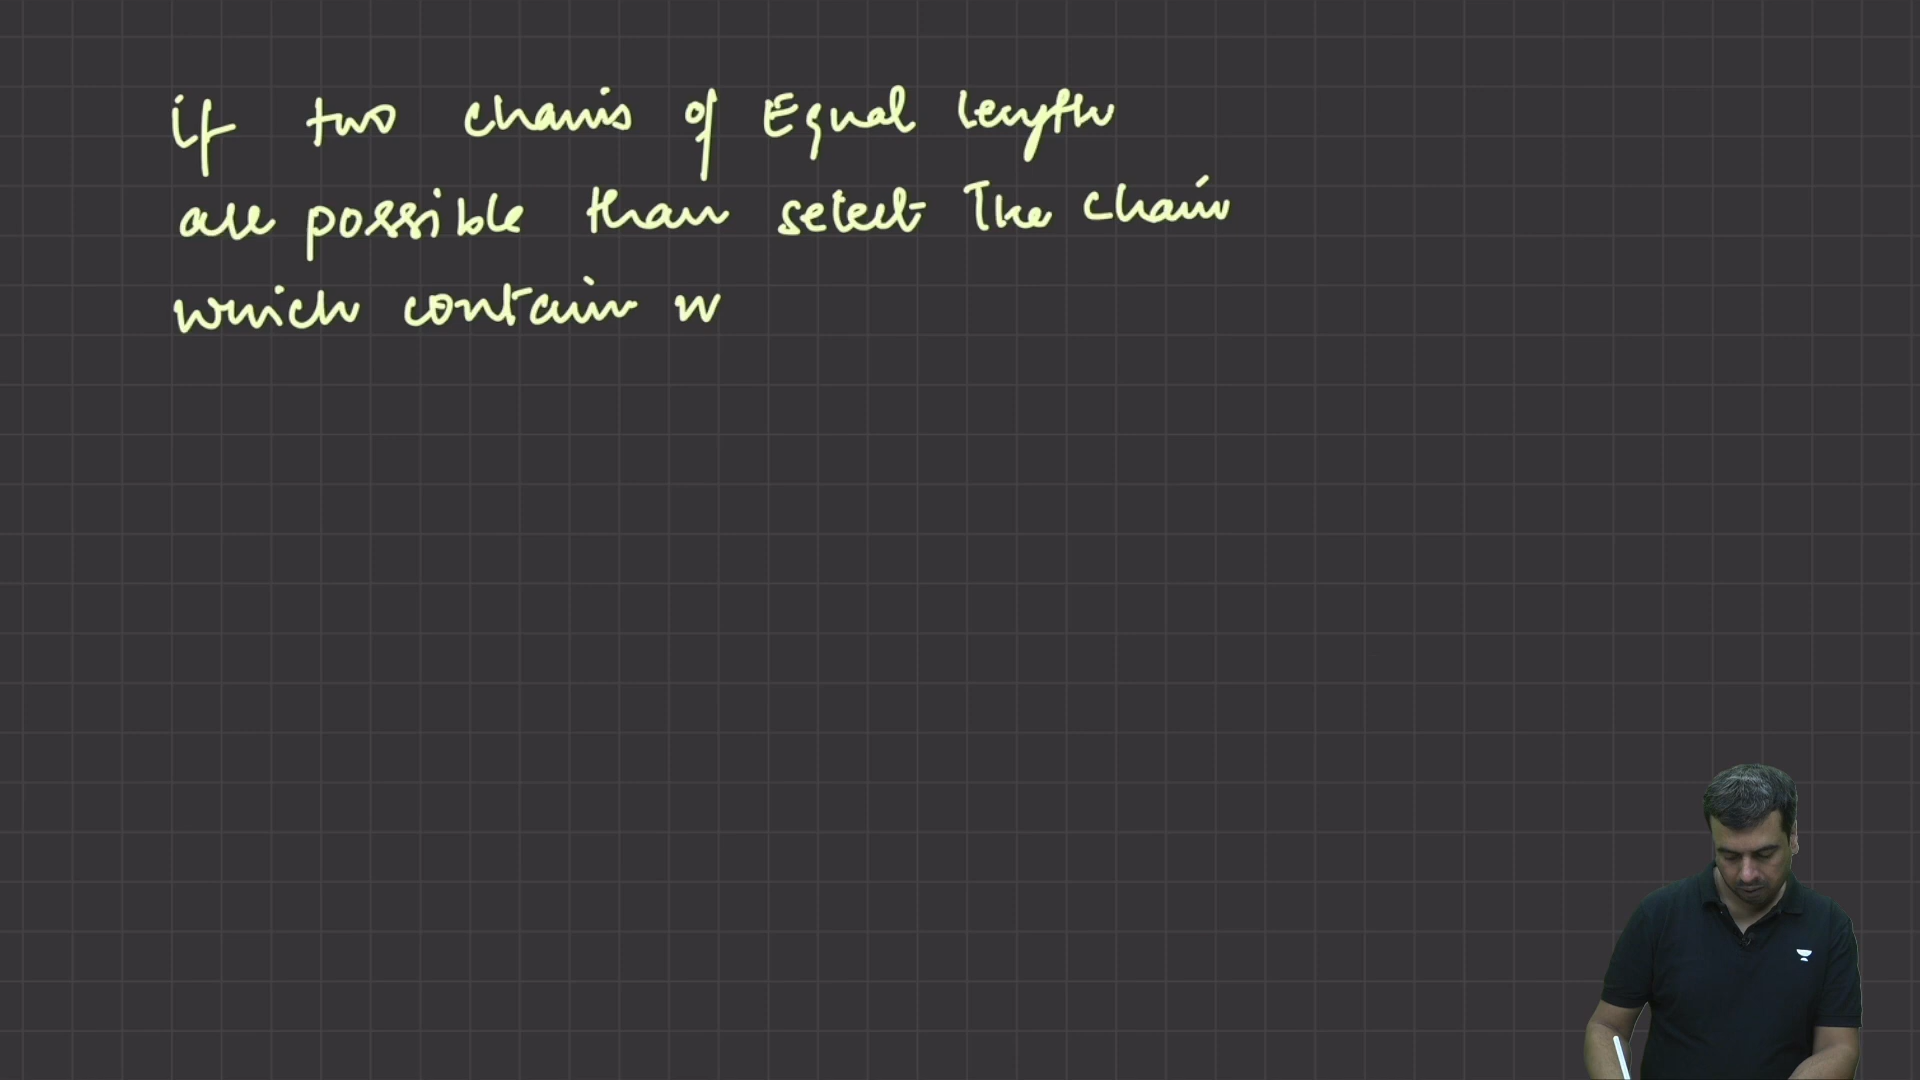 if two chains of Equal length
are possible than select The chain
which contain